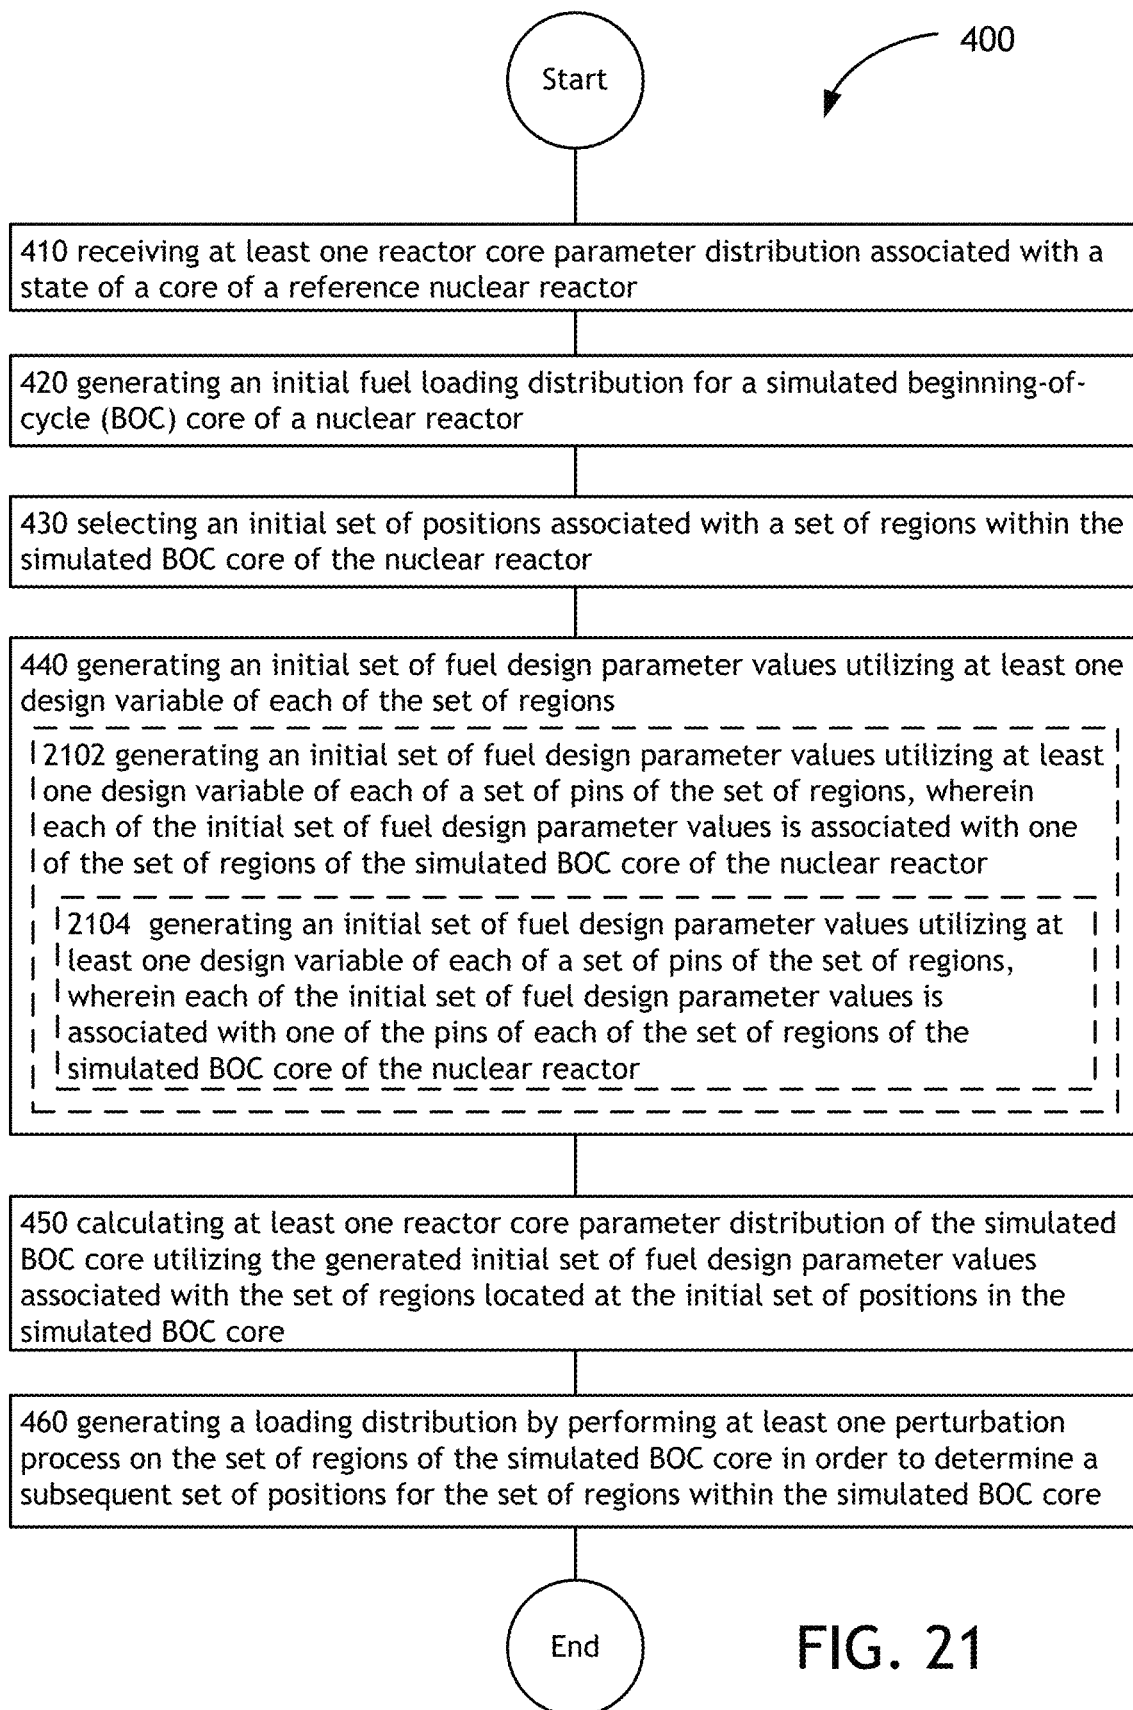 400
Start
410 receiving at least one reactor core parameter distribution associated with a
state of a core of a reference nuclear reactor
420 generating an initial fuel loading distribution for a simulated beginning-of-
cycle (BOC) core of a nuclear reactor
430 selecting an initial set of positions associated with a set of regions within the
simulated BOC core of the nuclear reactor
440 generating an initial set of fuel design parameter values utilizing at least one
design variable of each of the set of regions
2102 generating an initial set of fuel design parameter values utilizing at least
one design variable of each of a set of pins of the set of regions, wherein
each of the initial set of fuel design parameter values is associated with one
of the set of regions of the simulated BOC core of the nuclear reactor
2104 generating an initial set of fuel design parameter values utilizing at
least one design variable of each of a set of pins of the set of regions,
wherein each of the initial set of fuel design parameter values is
associated with one of the pins of each of the set of regions of the
simulated BOC core of the nuclear reactor
450 calculating at least one reactor core parameter distribution of the simulated
BOC core utilizing the generated initial set of fuel design parameter values
associated with the set of regions located at the initial set of positions in the
simulated BOC core
460 generating a loading distribution by performing at least one perturbation
process on the set of regions of the simulated BOC core in order to determine a
subsequent set of positions for the set of regions within the simulated BOC core
End
FIG. 21